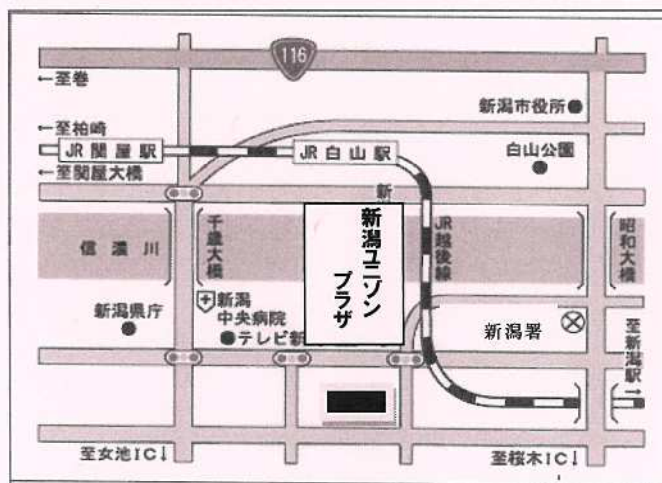 116
←至巻
新潟市役所
←至柏崎
JR関屋駅
JR白山駅
白山公園
←至関屋大橋
新
千歳大橋
新潟ユニゾン
プラザ
JR越後線
昭和大橋
信濃川
新潟県庁
新潟
中央病院
テレビ新
新潟署
至新潟駅→
至女池IC↓
至桜木IC↓